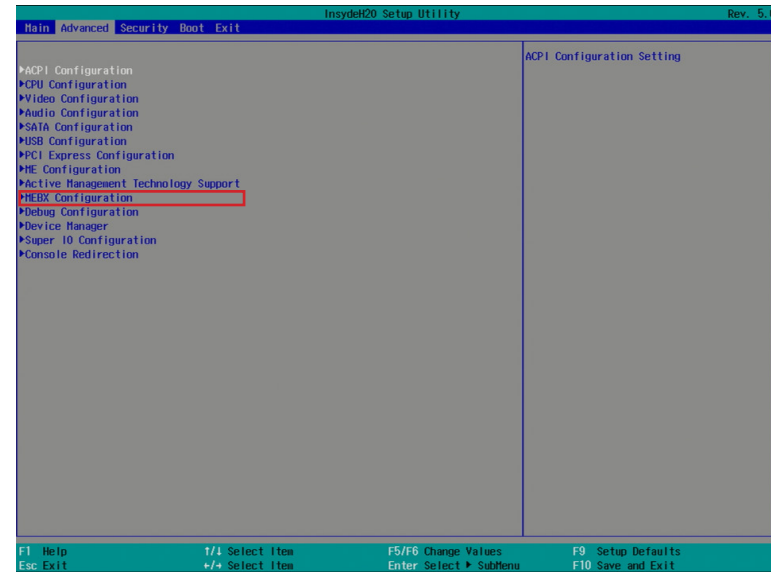 InsydeH20 Setup Utility Rev. 5.
Main Advanced Security Boot Exit
ACPI Configuration Setting
▶ACPI Configuration
▶CPU Configuration
▶Video Configuration
▶Audio Configuration
▶SATA Configuration
▶USB Configuration
▶PCI Express Configuration
▶ME Configuration
▶Active Management Technology Support
▶MEBX Configuration
▶Debug Configuration
▶Device Manager
▶Super IO Configuration
▶Console Redirection
F1 Help ↑/↓ Select Item F5/F6 Change Values F9 Setup Defaults
Esc Exit ←/→ Select Item Enter Select ▶ SubMenu F10 Save and Exit